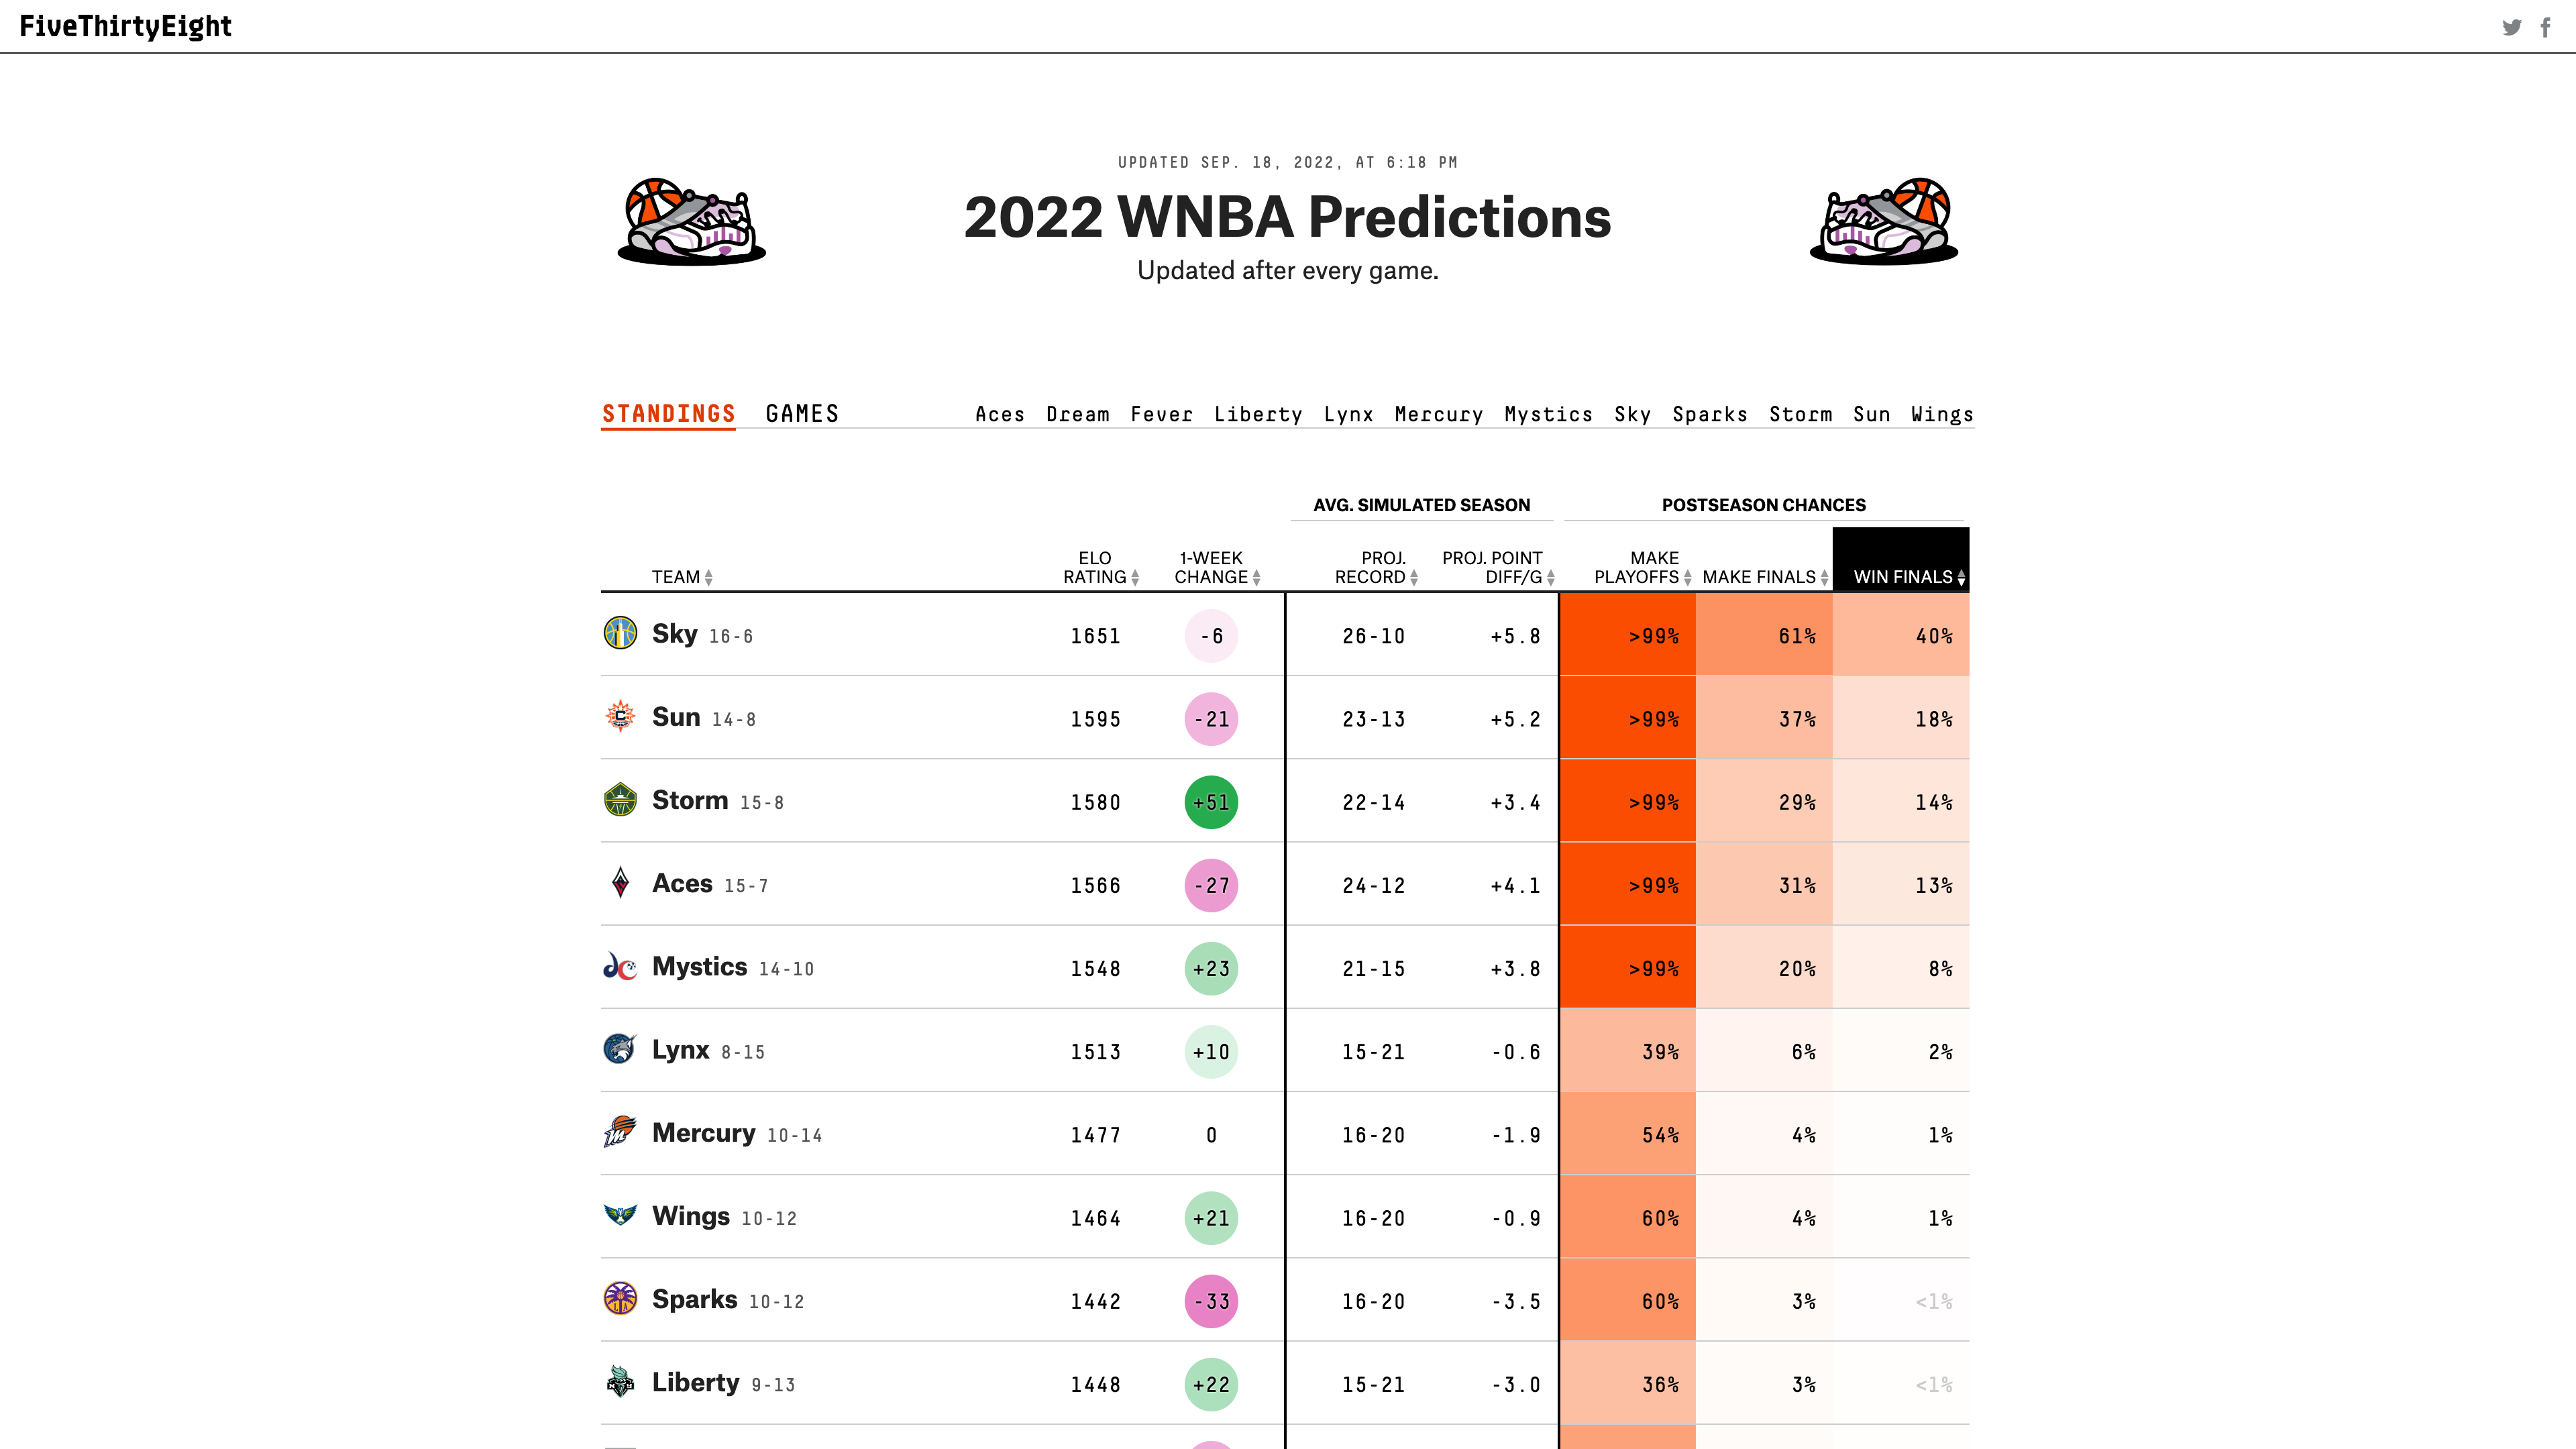 FiveThirtyEight
UPDATED SEP. 18, 2022, AT 6:18 PM
2022 WNBA Predictions
Updated after every game.
STANDINGS GAMES Aces Dream Fever Liberty Lynx Mercury Mystics Sky Sparks Storm Sun Wings
AVG. SIMULATED SEASON POSTSEASON CHANCES
TEAM ELO RATING 1-WEEK CHANGE PROJ. RECORD PROJ. POINT DIFF/G MAKE PLAYOFFS MAKE FINALS WIN FINALS
Sky 16-6 1651 -6 26-10 +5.8 >99% 61% 40%
Sun 14-8 1595 -21 23-13 +5.2 >99% 37% 18%
Storm 15-8 1580 +51 22-14 +3.4 >99% 29% 14%
Aces 15-7 1566 -27 24-12 +4.1 >99% 31% 13%
Mystics 14-10 1548 +23 21-15 +3.8 >99% 20% 8%
Lynx 8-15 1513 +10 15-21 -0.6 39% 6% 2%
Mercury 10-14 1477 0 16-20 -1.9 54% 4% 1%
Wings 10-12 1464 +21 16-20 -0.9 60% 4% 1%
Sparks 10-12 1442 -33 16-20 -3.5 60% 3% <1%
Liberty 9-13 1448 +22 15-21 -3.0 36% 3% <1%